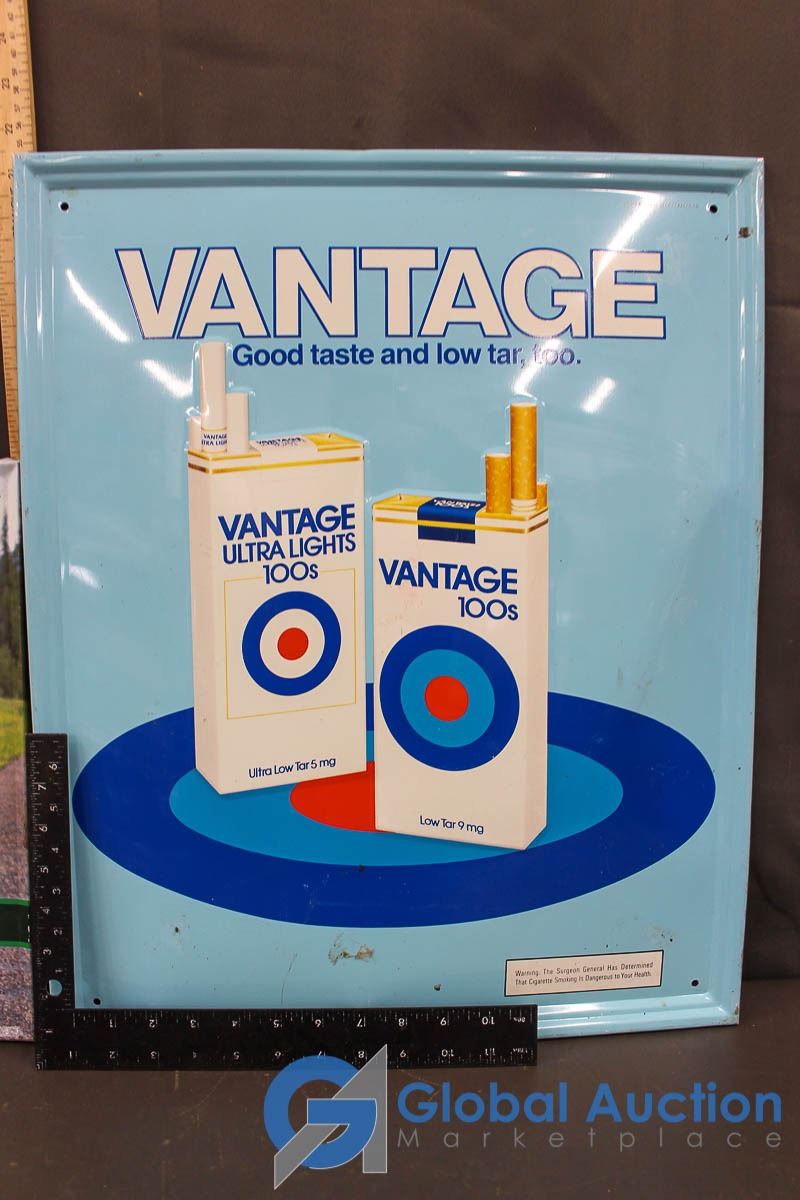 VANTAGE
Good taste and low tar, too.
VANTAGE
VANTAGE
ULTRA LIGHTS
100s
Ultra Low Tar 5 mg
VANTAGE
100s
Low Tar 9 mg
Warning: The Surgeon General Has Determined
That Cigarette Smoking Is Dangerous to Your Health.
Global Auction
Marketplace